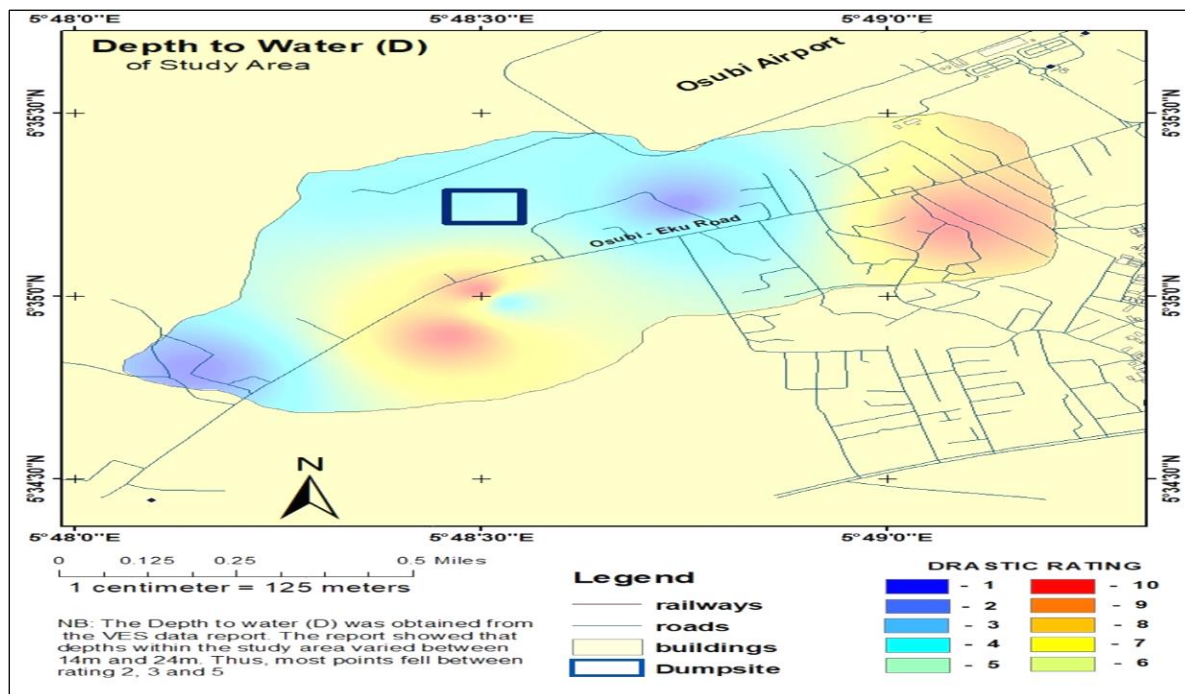 5°48'0"E 5°48'30"E 5°49'0"E
Depth to Water (D)
of Study Area
Osubi Airport
5°35'30"N 5°35'30"N
Osubi - Eku Road
5°35'0"N 5°35'0"N
N
5°34'30"N 5°34'30"N
5°48'0"E 5°48'30"E 5°49'0"E
0 0.125 0.25 0.5 Miles
1 centimeter = 125 meters
NB: The Depth to water (D) was obtained from
the VES data report. The report showed that
depths within the study area varied between
14m and 24m. Thus, most points fell between
rating 2, 3 and 5
Legend
railways
roads
buildings
Dumpsite
DRASTIC RATING
- 1 - 10
- 2 - 9
- 3 - 8
- 4 - 7
- 5 - 6